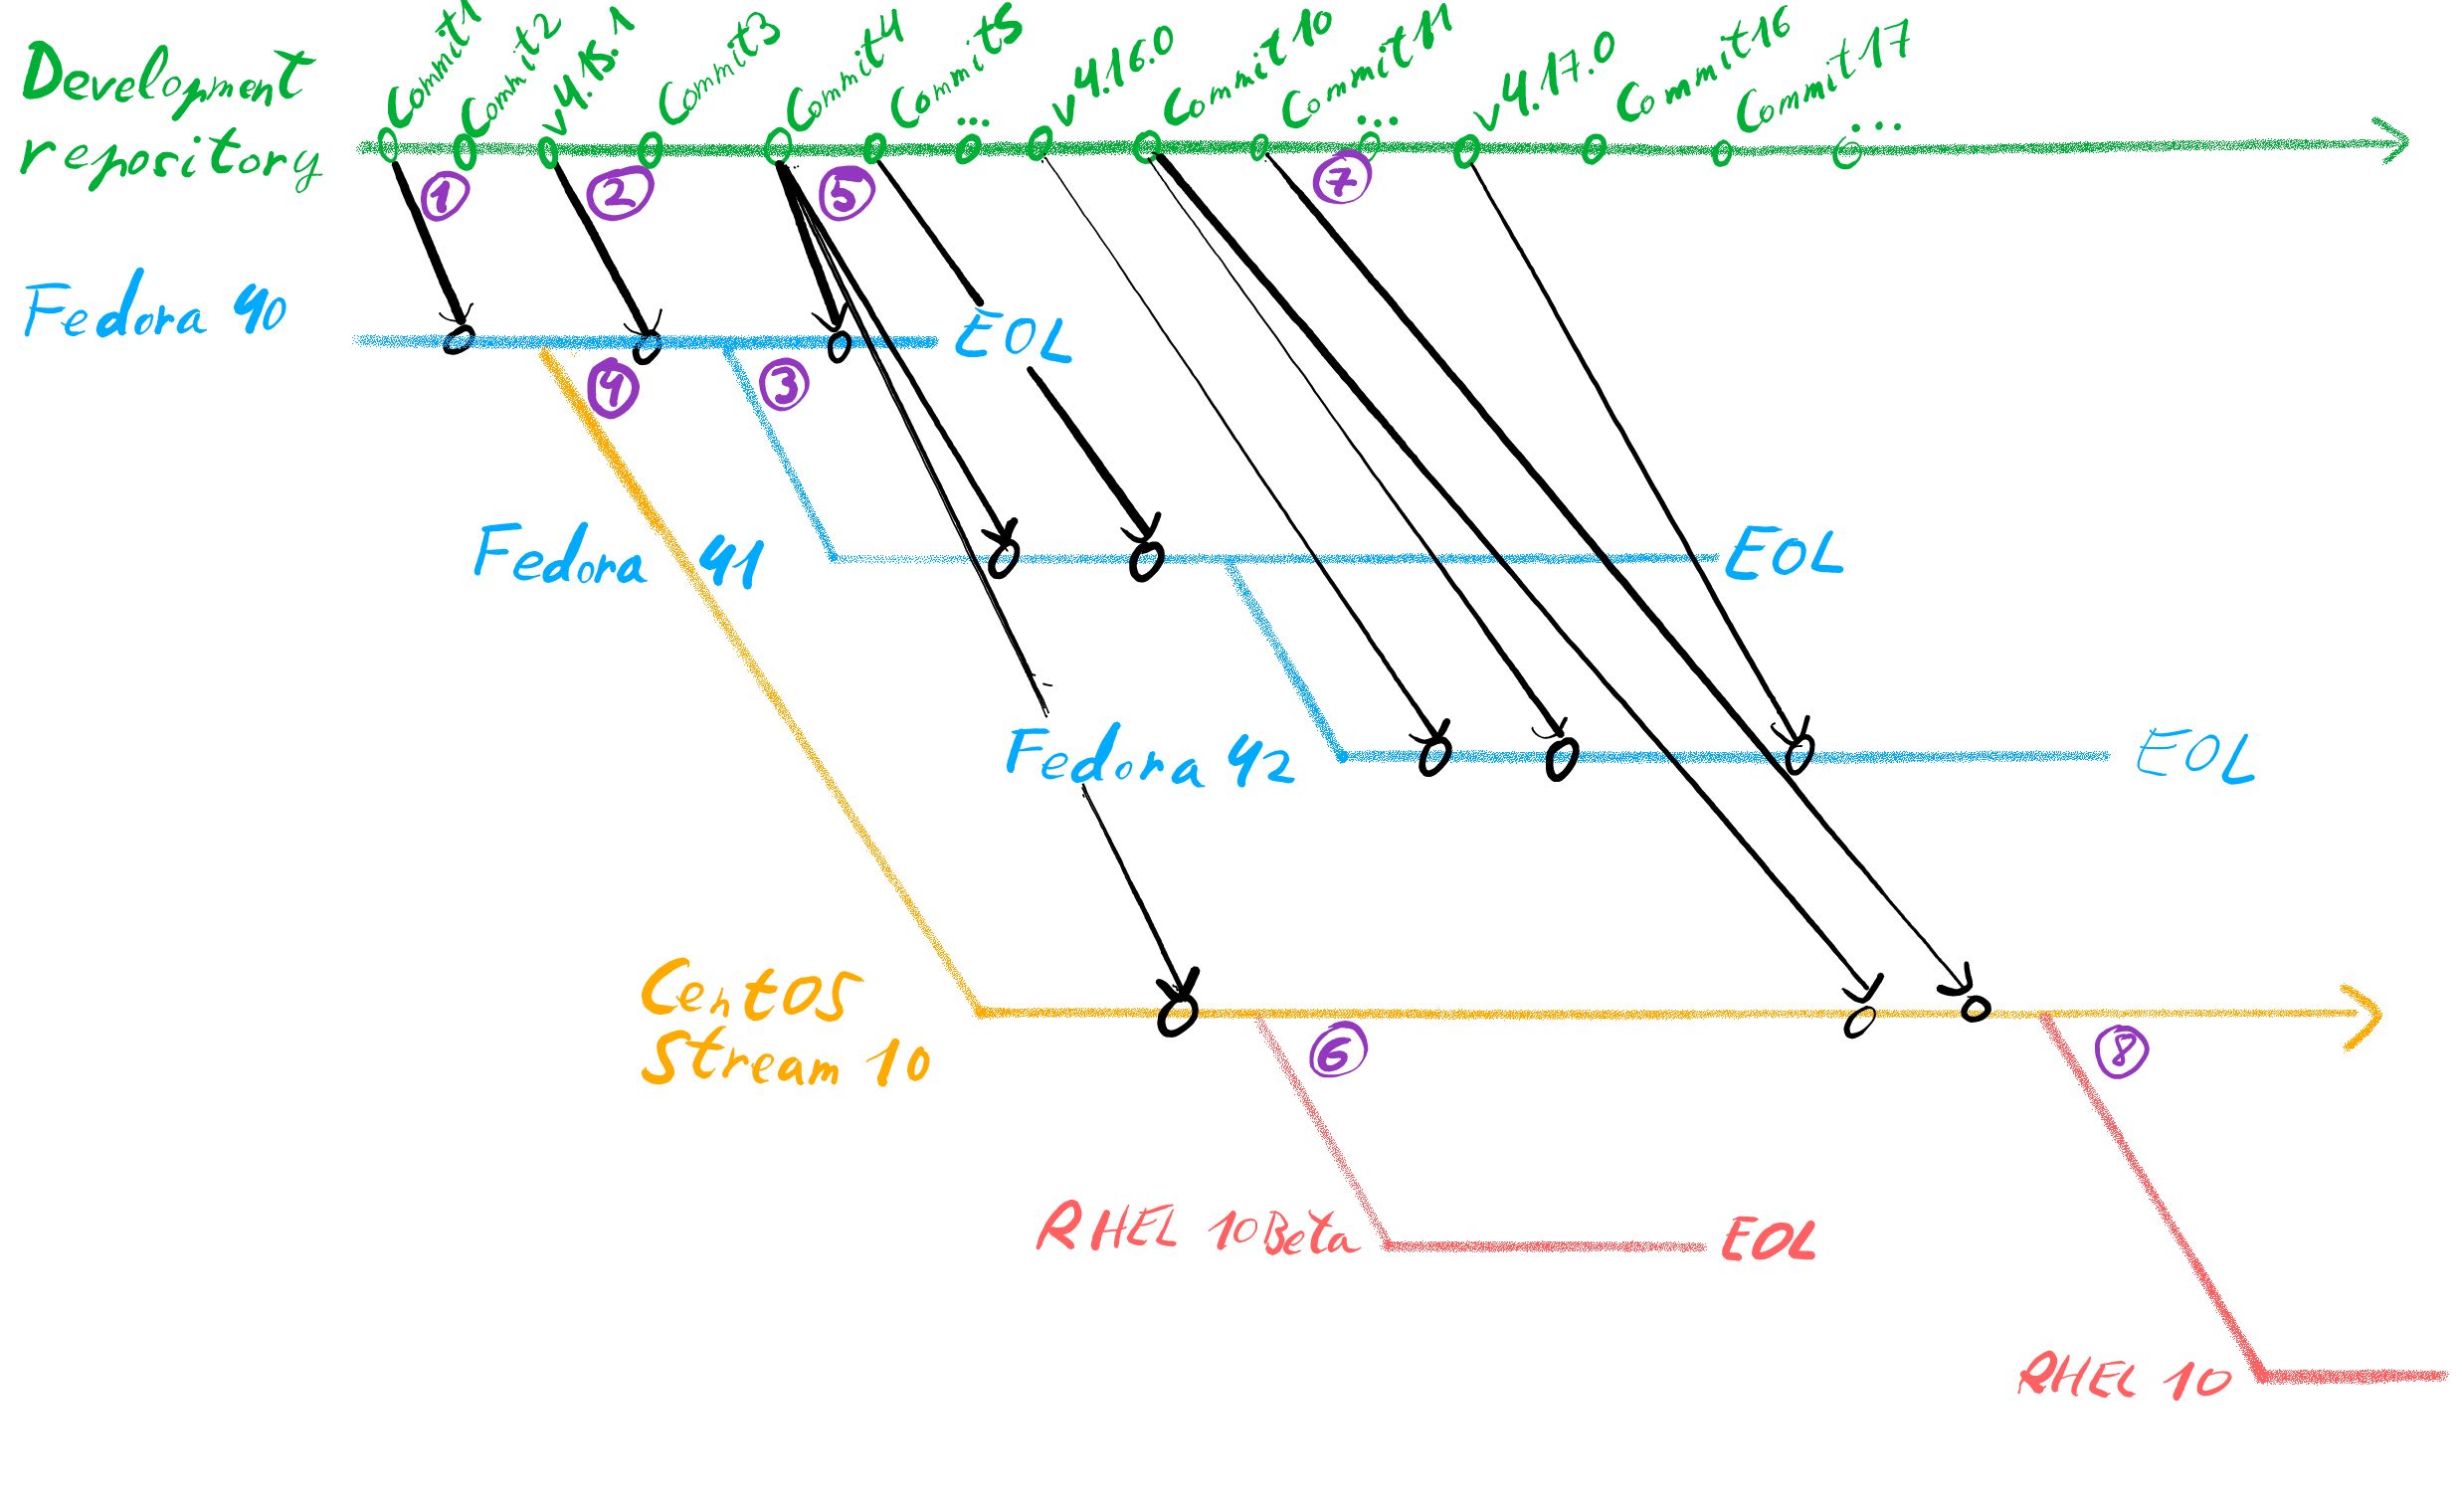 Development
repository
Commit1
Commit2
v4.15.1
Commit3
Commit4
Commit5
...
v4.16.0
Commit10
Commit11
...
v4.17.0
Commit16
Commit17
...
1
2
5
7
Fedora 40
EOL
4
3
Fedora 41
EOL
Fedora 42
EOL
CentOS
Stream 10
6
8
RHEL 10 Beta
EOL
RHEL 10